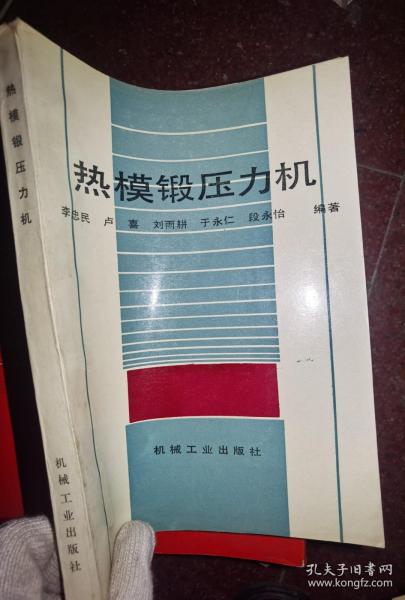 热模锻压力机
李忠民 卢喜 刘雨耕 于永仁 段永怡 编著
机械工业出版社
热模锻压力机
机械工业出版社
孔夫子旧书网
www.kongfz.com